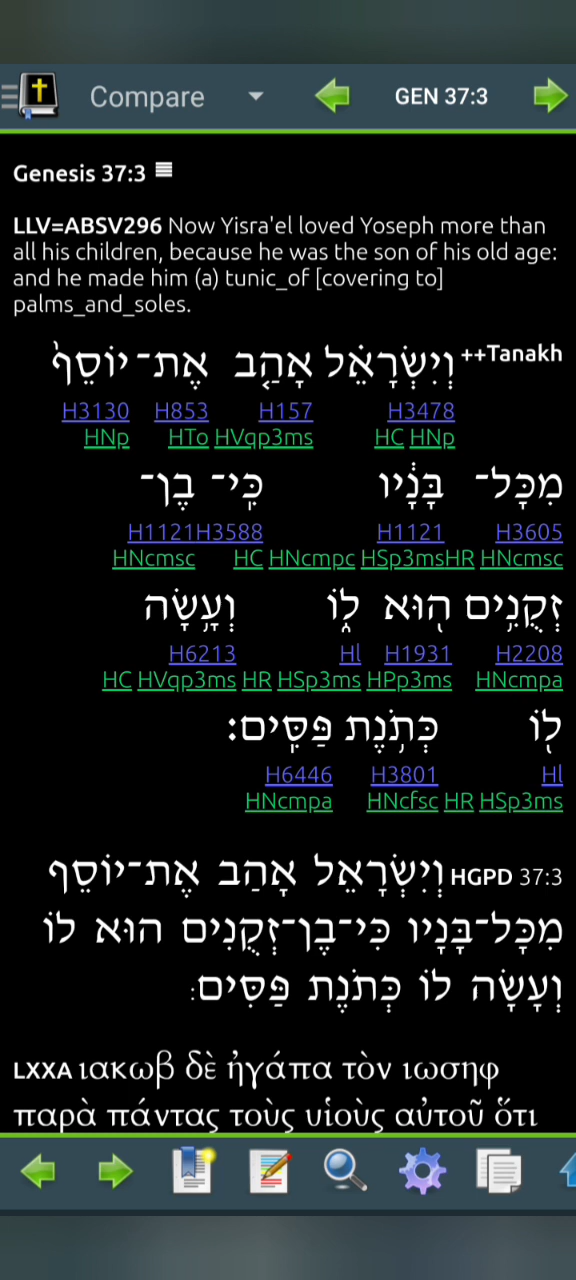 Compare
GEN 37:3
Genesis 37:3
LLV=ABSV296 Now Yisra'el loved Yoseph more than
all his children, because he was the son of his old age:
and he made him (a) tunic_of [covering to]
palms_and_soles.
++Tanakh וְיִשְׂרָאֵ֗ל אָהַ֤ב אֶת־ יוֹסֵף֙
H3130 H853 H157 H3478
HNp HTo HVqp3ms HC HNp
מִכָּל־ בָּנָ֔יו כִּֽי־ בֶן־
H1121 H3588 H1121 H3605
HNcmsc HC HNcmpc HSp3ms HR HNcmsc
זְקֻנִ֥ים ה֖וּא ל֑וֹ וְעָ֥שָׂה
H6213 Hl H1931 H2208
HC HVqp3ms HR HSp3ms HPp3ms HNcmpa
ל֖וֹ כְּתֹ֥נֶת פַּסִּֽים׃
H6446 H3801 Hl
HNcmpa HNcfsc HR HSp3ms
HGPD 37:3 וְיִשְׂרָאֵל אָהַב אֶת־יוֹסֵף
מִכָּל־בָּנָיו כִּי־בֶן־זְקֻנִים הוּא לוֹ
וְעָשָׂה לוֹ כְּתֹנֶת פַּסִּים׃
LXXA ιακωβ δὲ ἠγάπα τὸν ιωσηφ
παρὰ πάντας τοὺς υἱοὺς αὐτοῦ ὅτι